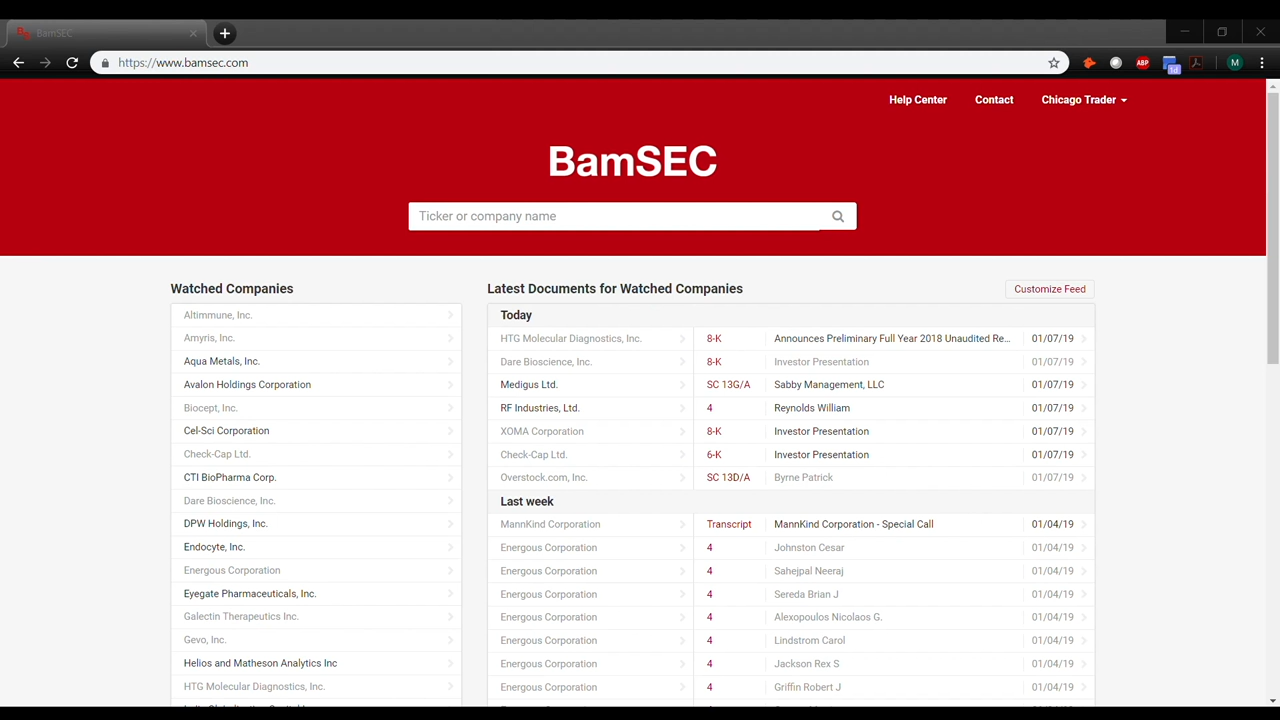 BamSEC
https://www.bamsec.com
ABP
M
Help Center Contact Chicago Trader
BamSEC
Ticker or company name
Watched Companies
Altimmune, Inc.
Amyris, Inc.
Aqua Metals, Inc.
Avalon Holdings Corporation
Biocept, Inc.
Cel-Sci Corporation
Check-Cap Ltd.
CTI BioPharma Corp.
Dare Bioscience, Inc.
DPW Holdings, Inc.
Endocyte, Inc.
Energous Corporation
Eyegate Pharmaceuticals, Inc.
Galectin Therapeutics Inc.
Gevo, Inc.
Helios and Matheson Analytics Inc
HTG Molecular Diagnostics, Inc.
Latest Documents for Watched Companies
Customize Feed
Today
HTG Molecular Diagnostics, Inc. 8-K Announces Preliminary Full Year 2018 Unaudited Re... 01/07/19
Dare Bioscience, Inc. 8-K Investor Presentation 01/07/19
Medigus Ltd. SC 13G/A Sabby Management, LLC 01/07/19
RF Industries, Ltd. 4 Reynolds William 01/07/19
XOMA Corporation 8-K Investor Presentation 01/07/19
Check-Cap Ltd. 6-K Investor Presentation 01/07/19
Overstock.com, Inc. SC 13D/A Byrne Patrick 01/07/19
Last week
MannKind Corporation Transcript MannKind Corporation - Special Call 01/04/19
Energous Corporation 4 Johnston Cesar 01/04/19
Energous Corporation 4 Sahejpal Neeraj 01/04/19
Energous Corporation 4 Sereda Brian J 01/04/19
Energous Corporation 4 Alexopoulos Nicolaos G. 01/04/19
Energous Corporation 4 Lindstrom Carol 01/04/19
Energous Corporation 4 Jackson Rex S 01/04/19
Energous Corporation 4 Griffin Robert J 01/04/19